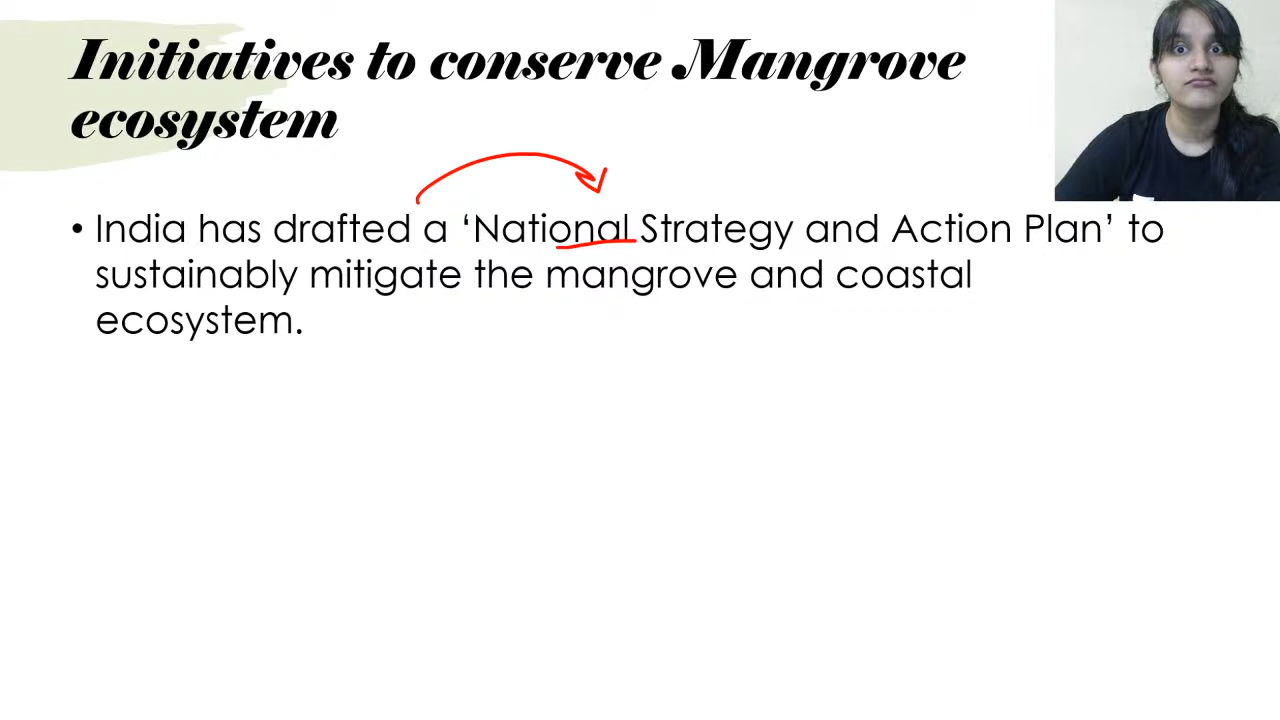 Initiatives to conserve Mangrove
ecosystem
• India has drafted a ‘National Strategy and Action Plan’ to
sustainably mitigate the mangrove and coastal
ecosystem.